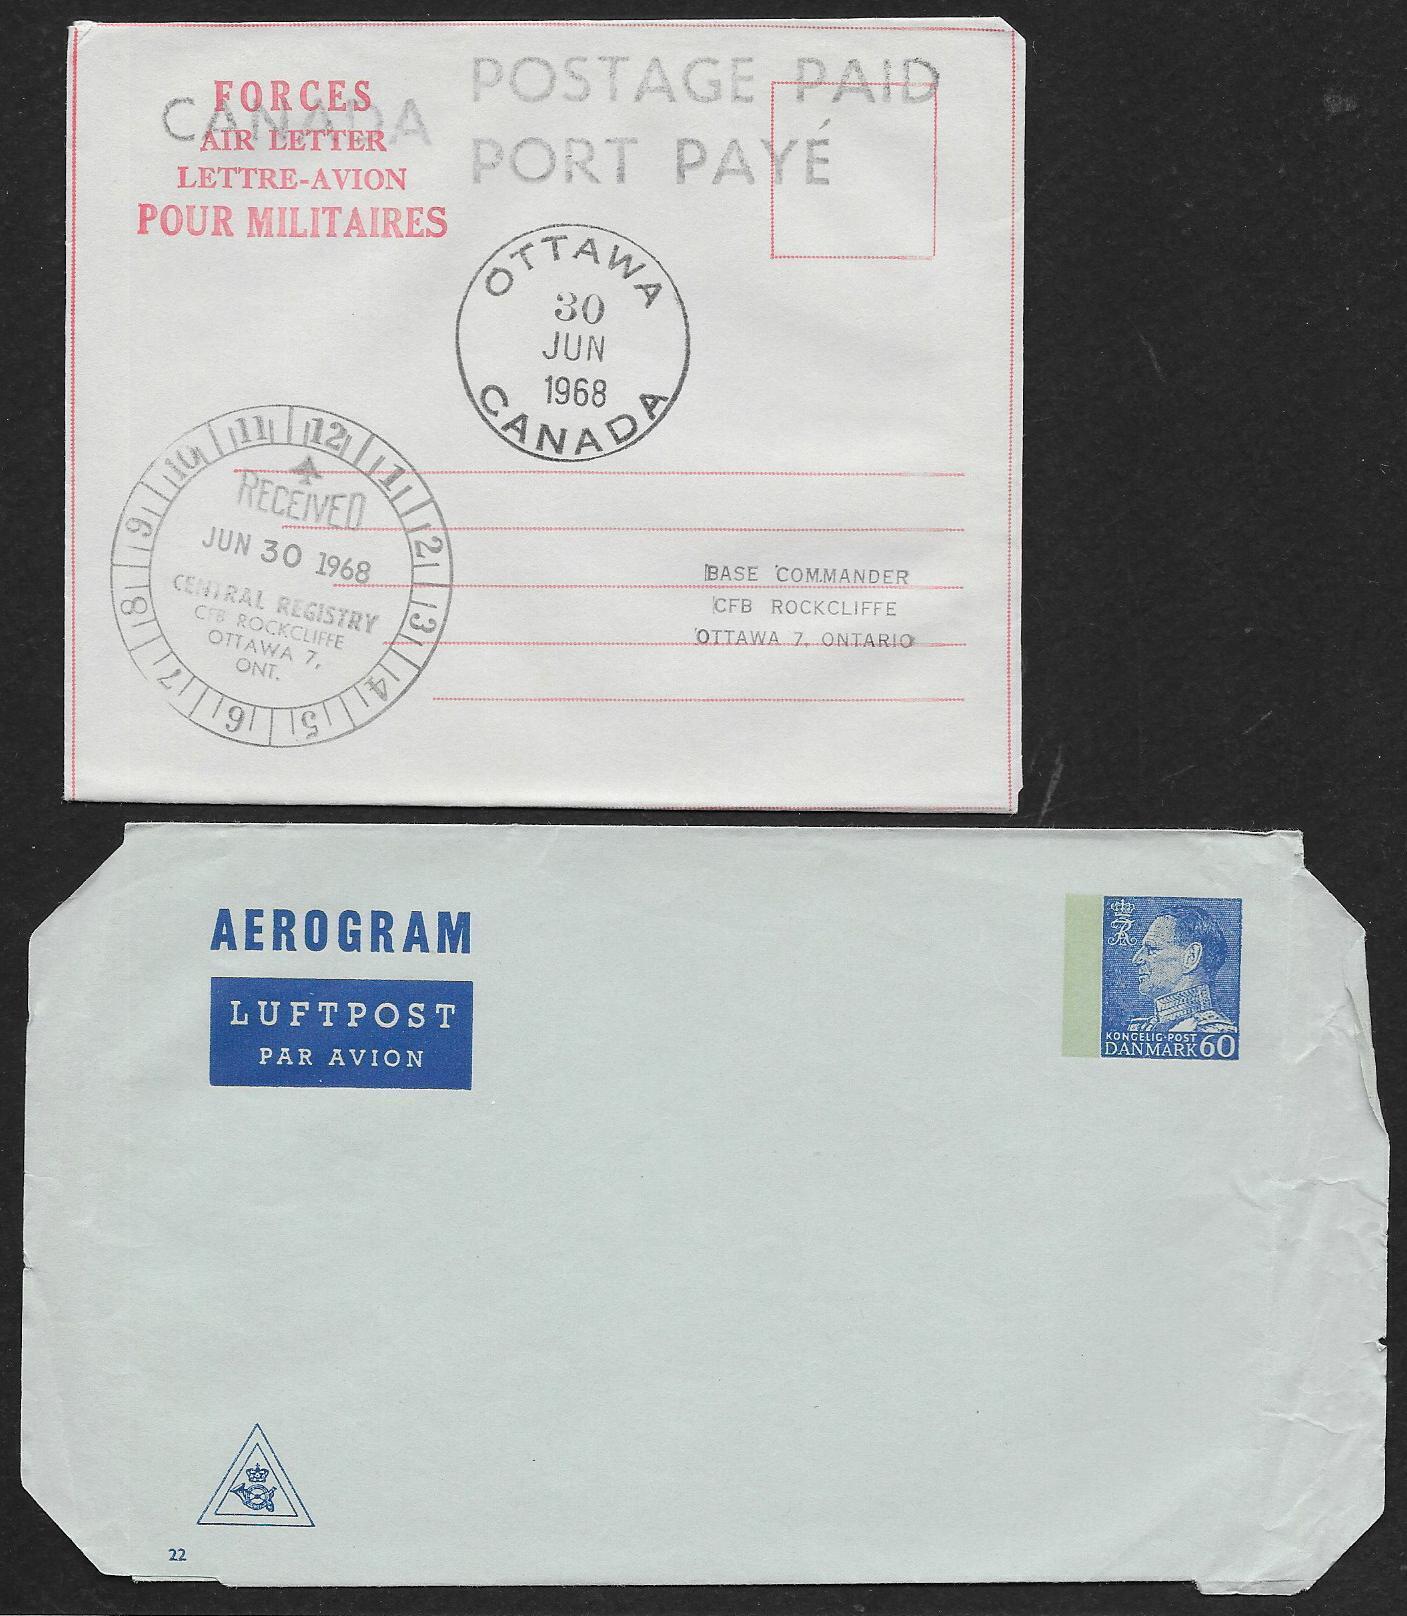 POSTAGE PAID
CANADA
PORT PAYÉ
FORCES
AIR LETTER
LETTRE-AVION
POUR MILITAIRES
OTTAWA
30
JUN
1968
CANADA
11 12 1 2 3 4 5 6 7 8 9 10
RECEIVED
JUN 30 1968
CENTRAL REGISTRY
CFB ROCKCLIFFE
OTTAWA 7,
ONT.
BASE COMMANDER
CFB ROCKCLIFFE
OTTAWA 7, ONTARIO
AEROGRAM
LUFTPOST
PAR AVION
KONGELIG-POST
DANMARK 60
22